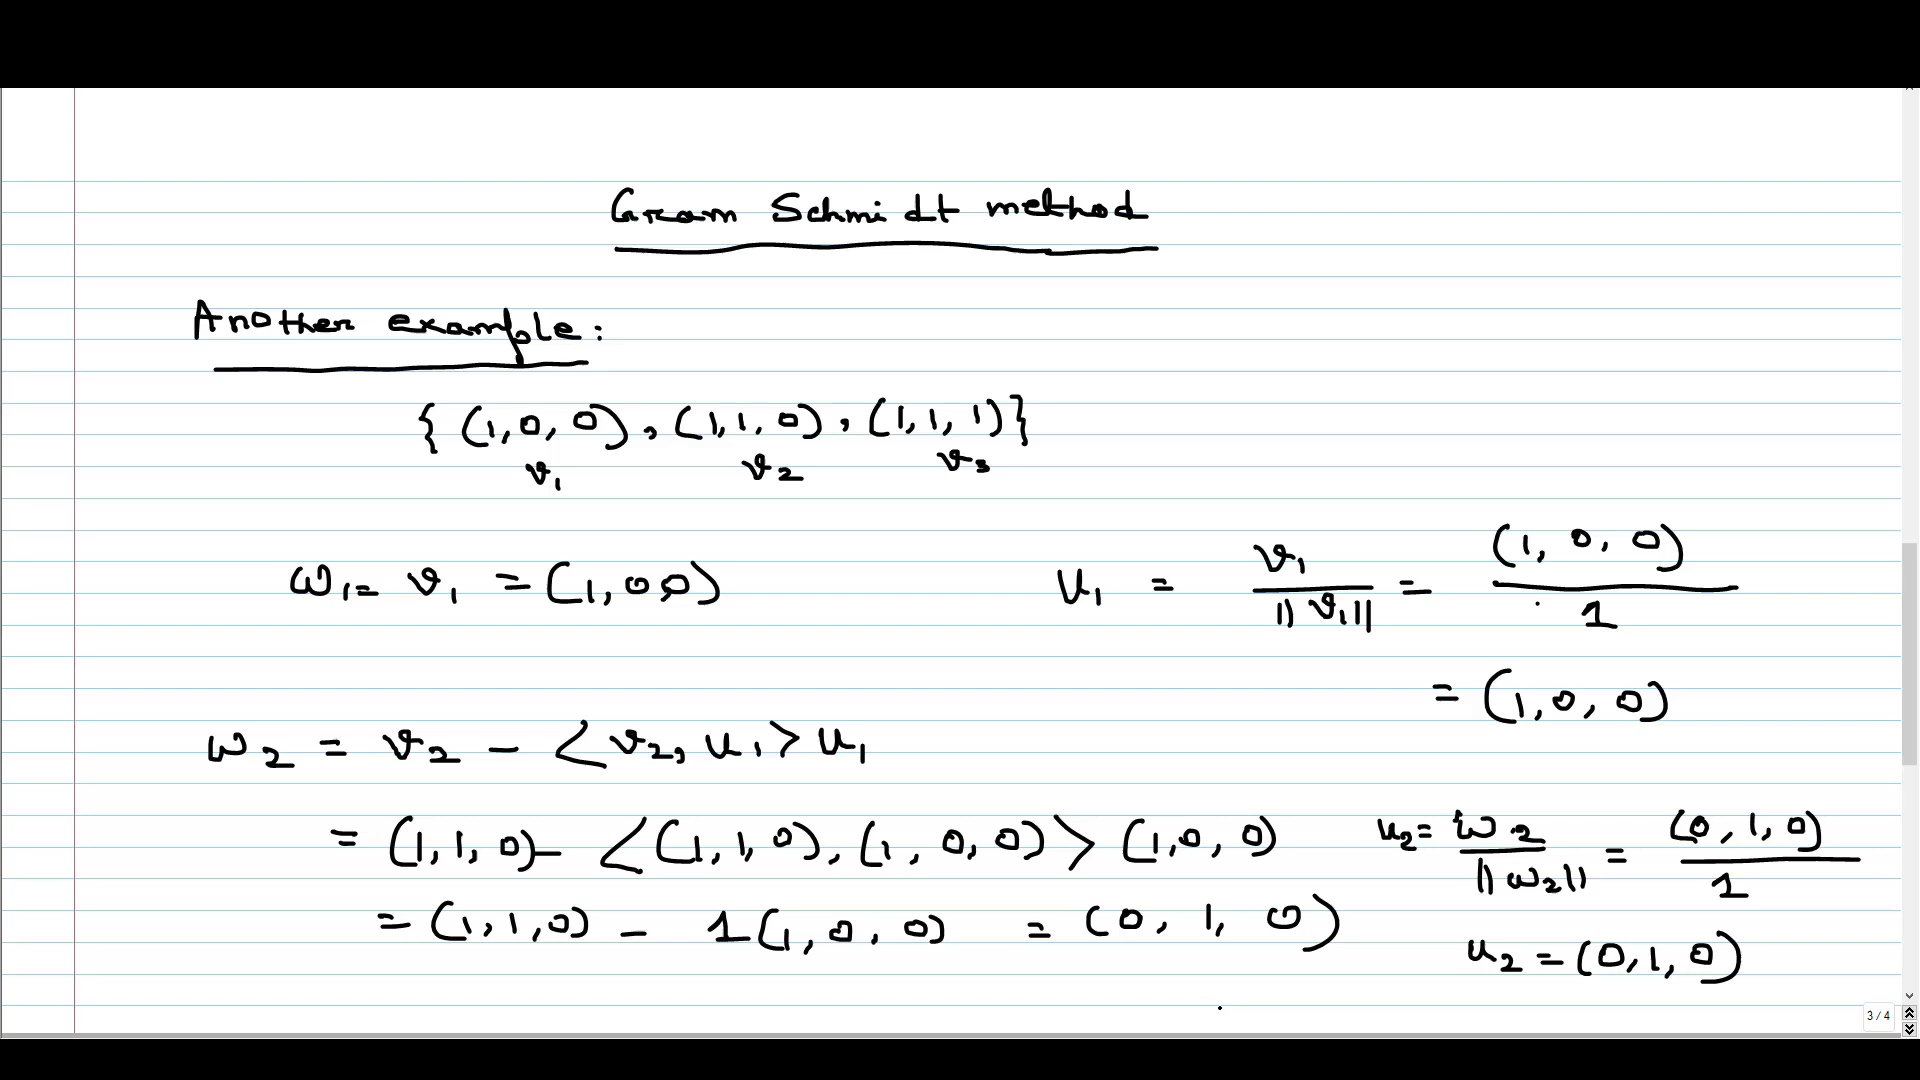 Gram Schmidt method
Another example:
{ (1, 0, 0), (1, 1, 0), (1, 1, 1)}
v₁ v₂ v₃
w₁ = v₁ = (1, 0, 0)
u₁ = v₁ / ||v₁|| = (1, 0, 0) / 1
= (1, 0, 0)
w₂ = v₂ - <v₂, u₁> u₁
= (1, 1, 0) - <(1, 1, 0), (1, 0, 0)> (1, 0, 0)
= (1, 1, 0) - 1(1, 0, 0) = (0, 1, 0)
u₂ = w₂ / ||w₂|| = (0, 1, 0) / 1
u₂ = (0, 1, 0)
3 / 4